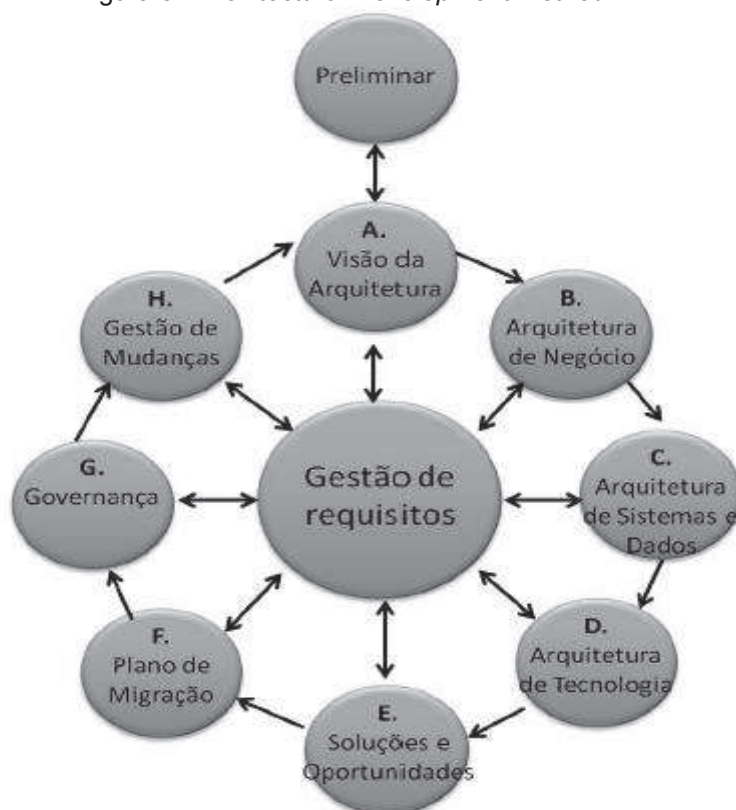 Preliminar
A.
Visão da
Arquitetura
B.
Arquitetura
de Negócio
C.
Arquitetura
de Sistemas e
Dados
D.
Arquitetura
de Tecnologia
E.
Soluções e
Oportunidades
F.
Plano de
Migração
G.
Governança
H.
Gestão de
Mudanças
Gestão de
requisitos